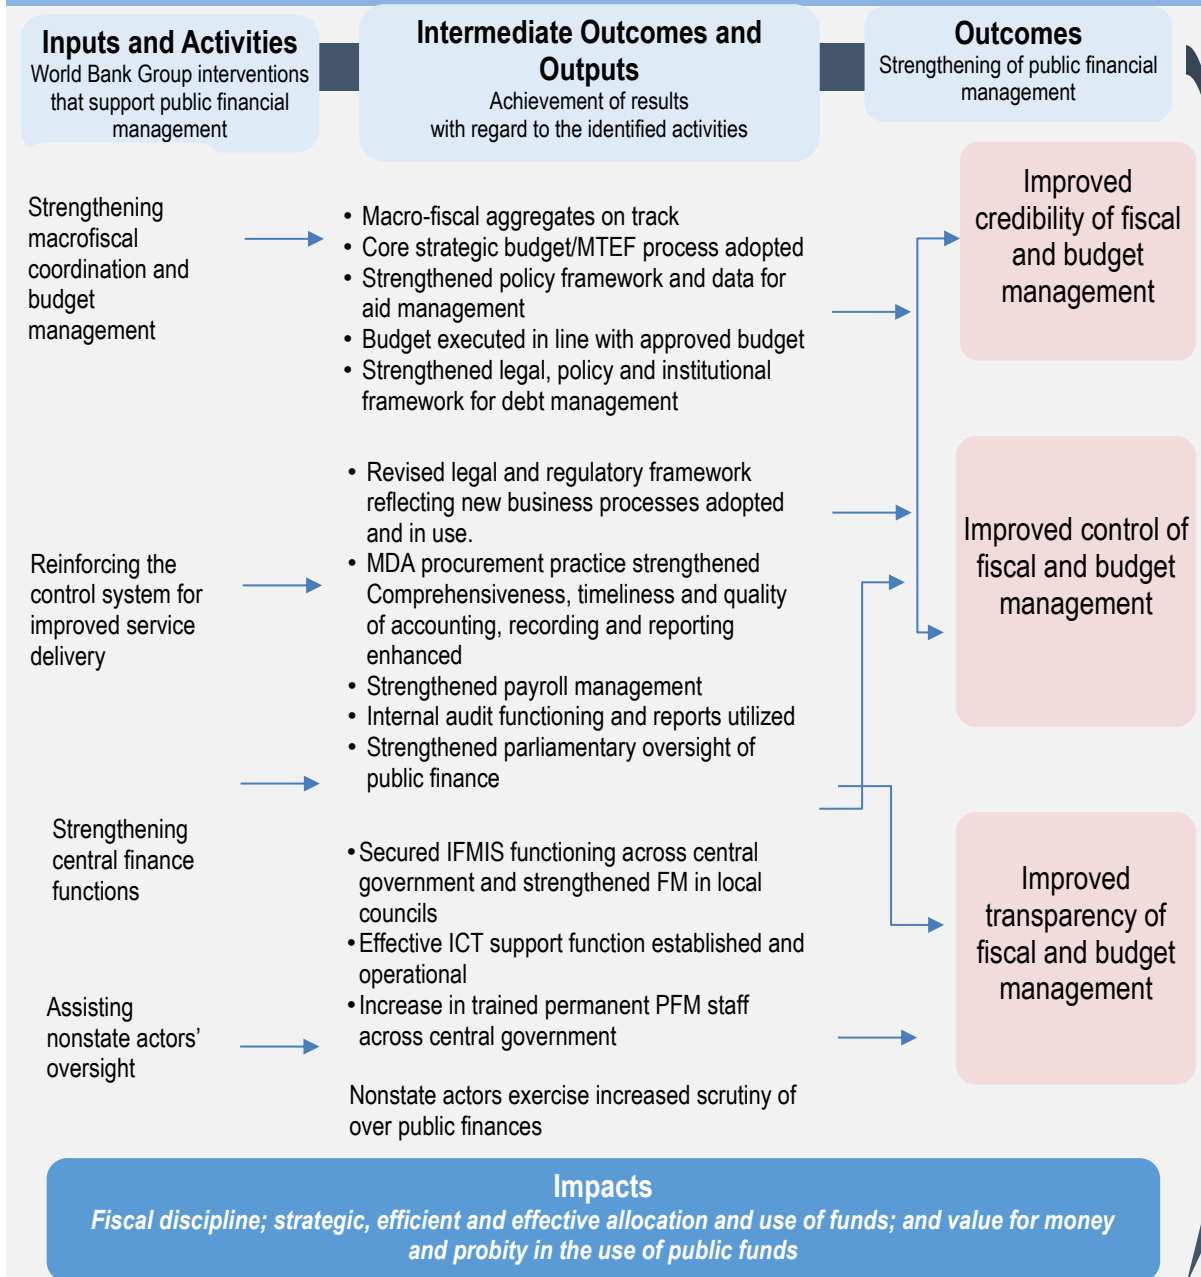 Inputs and Activities
World Bank Group interventions
that support public financial
management
Intermediate Outcomes and
Outputs
Achievement of results
with regard to the identified activities
Outcomes
Strengthening of public financial
management
Strengthening
macrofiscal
coordination and
budget
management
• Macro-fiscal aggregates on track
• Core strategic budget/MTEF process adopted
• Strengthened policy framework and data for
aid management
• Budget executed in line with approved budget
• Strengthened legal, policy and institutional
framework for debt management
Improved
credibility of fiscal
and budget
management
Reinforcing the
control system for
improved service
delivery
• Revised legal and regulatory framework
reflecting new business processes adopted
and in use.
• MDA procurement practice strengthened
Comprehensiveness, timeliness and quality
of accounting, recording and reporting
enhanced
• Strengthened payroll management
• Internal audit functioning and reports utilized
• Strengthened parliamentary oversight of
public finance
Improved control of
fiscal and budget
management
Strengthening
central finance
functions
• Secured IFMIS functioning across central
government and strengthened FM in local
councils
• Effective ICT support function established and
operational
• Increase in trained permanent PFM staff
across central government
Improved
transparency of
fiscal and budget
management
Assisting
nonstate actors’
oversight
Nonstate actors exercise increased scrutiny of
over public finances
Impacts
Fiscal discipline; strategic, efficient and effective allocation and use of funds; and value for money
and probity in the use of public funds